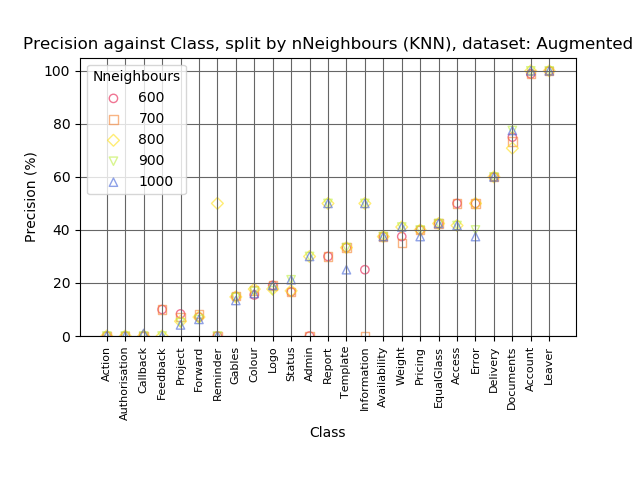 Precision against Class, split by nNeighbours (KNN), dataset: Augmented
Precision (%)
100
80
60
40
20
0
Nneighbours
600
700
800
900
1000
Action
Authorisation
Callback
Feedback
Project
Forward
Reminder
Gables
Colour
Logo
Status
Admin
Report
Template
Information
Availability
Weight
Pricing
EqualGlass
Access
Error
Delivery
Documents
Account
Leaver
Class